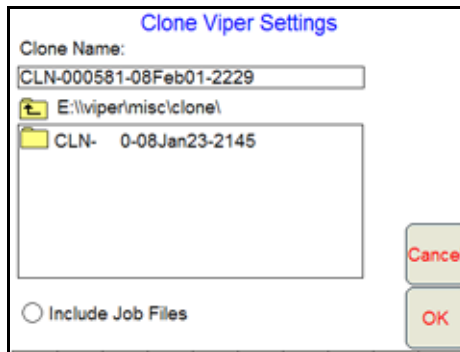 Clone Viper Settings
Clone Name:
CLN-000581-08Feb01-2229
E:\\viper\misc\clone\
CLN-    0-08Jan23-2145
Cancel
Include Job Files
OK